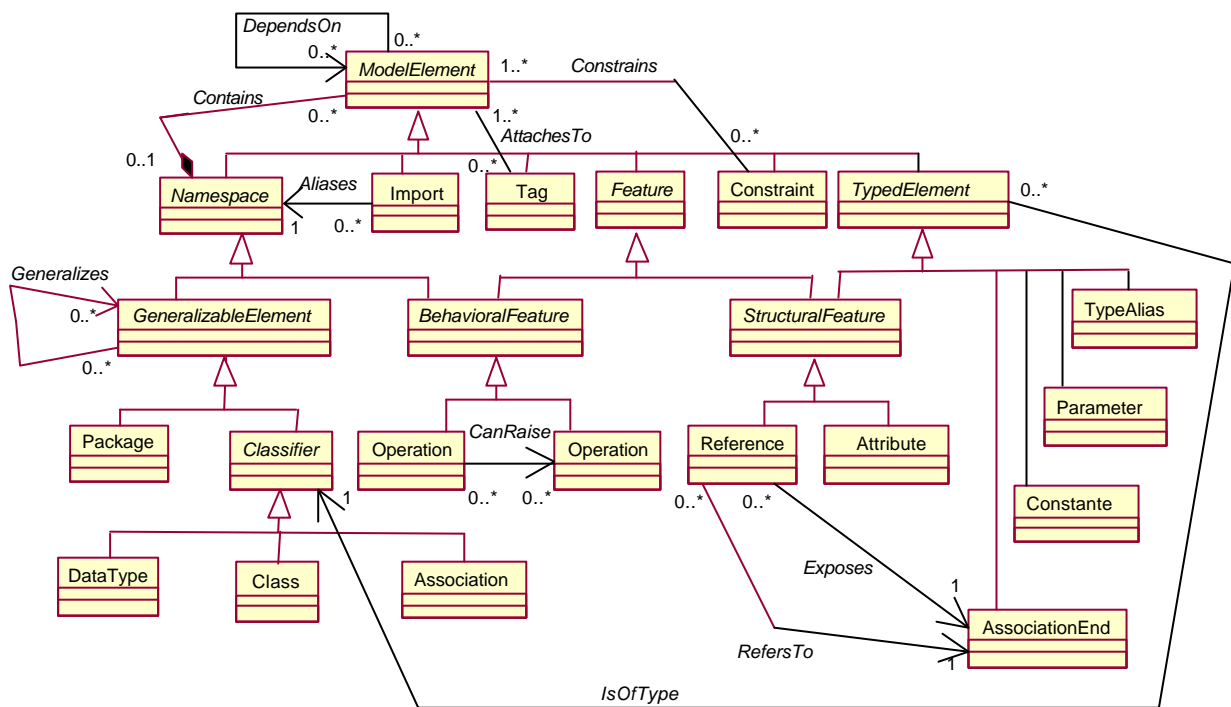 DependsOn
0..*
0..*
ModelElement
1..*
Constrains
Contains
0..*
1..*
AttachesTo
0..*
0..1
0..*
Namespace
Aliases
Import
Tag
Feature
Constraint
TypedElement
0..*
1
0..*
Generalizes
0..*
GeneralizableElement
0..*
BehavioralFeature
StructuralFeature
TypeAlias
Package
Classifier
Operation
CanRaise
Operation
Reference
Attribute
Parameter
1
0..*
0..*
0..*
0..*
Constante
DataType
Class
Association
Exposes
1
AssociationEnd
RefersTo
1
IsOfType